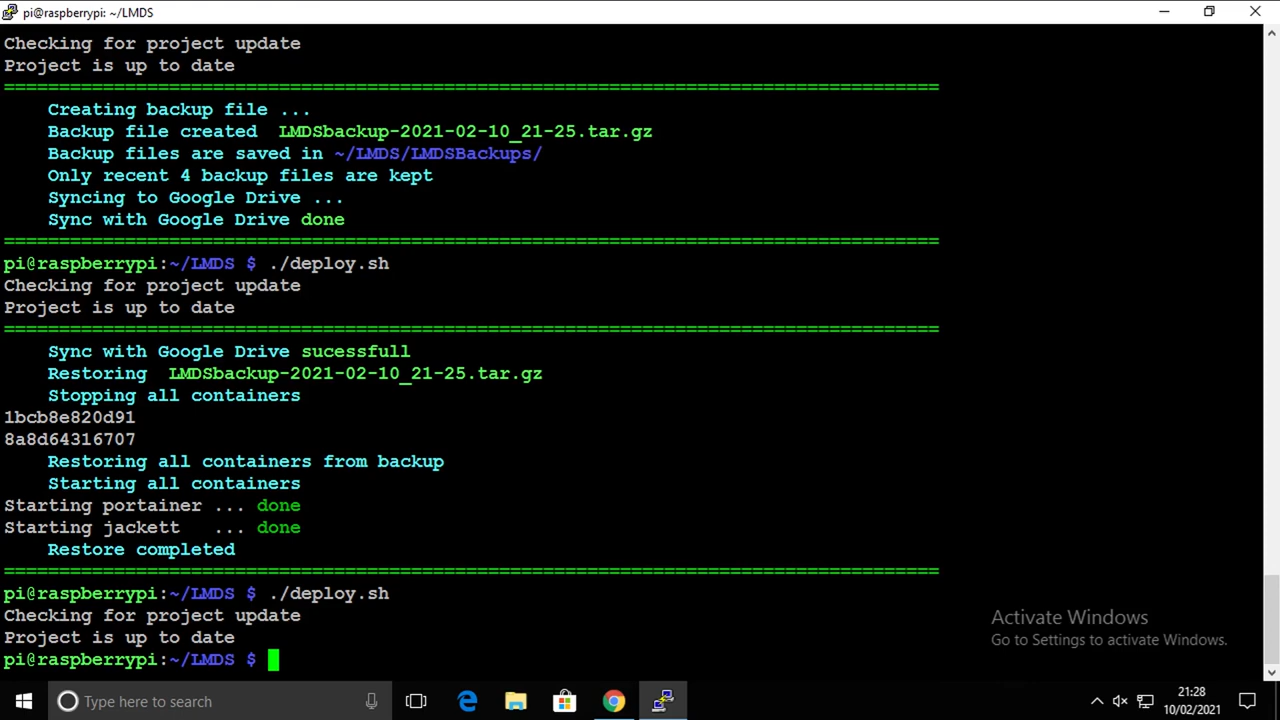 pi@raspberrypi: ~/LMDS
Checking for project update
Project is up to date
=====================================================================================
Creating backup file ...
Backup file created  LMDSbackup-2021-02-10_21-25.tar.gz
Backup files are saved in ~/LMDS/LMDSBackups/
Only recent 4 backup files are kept
Syncing to Google Drive ...
Sync with Google Drive done
=====================================================================================
pi@raspberrypi:~/LMDS $ ./deploy.sh
Checking for project update
Project is up to date
=====================================================================================
Sync with Google Drive sucessfull
Restoring  LMDSbackup-2021-02-10_21-25.tar.gz
Stopping all containers
1bcb8e820d91
8a8d64316707
Restoring all containers from backup
Starting all containers
Starting portainer ... done
Starting jackett   ... done
Restore completed
=====================================================================================
pi@raspberrypi:~/LMDS $ ./deploy.sh
Checking for project update
Project is up to date
pi@raspberrypi:~/LMDS $
Activate Windows
Go to Settings to activate Windows.
Type here to search
21:28
10/02/2021